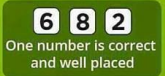 6 8 2
One number is correct
and well placed